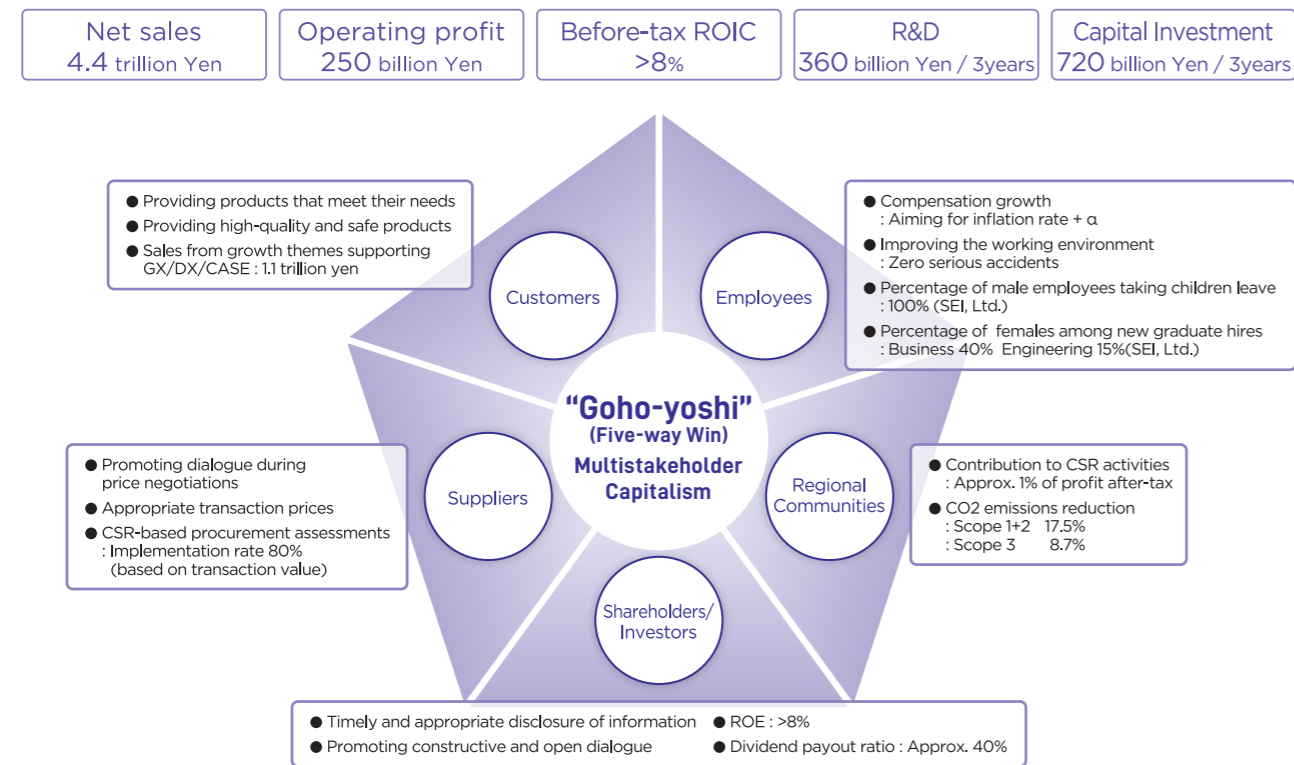 Net sales
4.4 trillion Yen
Operating profit
250 billion Yen
Before-tax ROIC
>8%
R&D
360 billion Yen / 3years
Capital Investment
720 billion Yen / 3years
● Providing products that meet their needs
● Providing high-quality and safe products
● Sales from growth themes supporting
GX/DX/CASE : 1.1 trillion yen
Customers
Employees
● Compensation growth
: Aiming for inflation rate + α
● Improving the working environment
: Zero serious accidents
● Percentage of male employees taking children leave
: 100% (SEI, Ltd.)
● Percentage of females among new graduate hires
: Business 40% Engineering 15%(SEI, Ltd.)
“Goho-yoshi”
(Five-way Win)
Multistakeholder
Capitalism
● Promoting dialogue during
price negotiations
● Appropriate transaction prices
● CSR-based procurement assessments
: Implementation rate 80%
(based on transaction value)
Suppliers
Regional
Communities
● Contribution to CSR activities
: Approx. 1% of profit after-tax
● CO2 emissions reduction
: Scope 1+2 17.5%
: Scope 3 8.7%
Shareholders/
Investors
● Timely and appropriate disclosure of information
● Promoting constructive and open dialogue
● ROE : >8%
● Dividend payout ratio : Approx. 40%